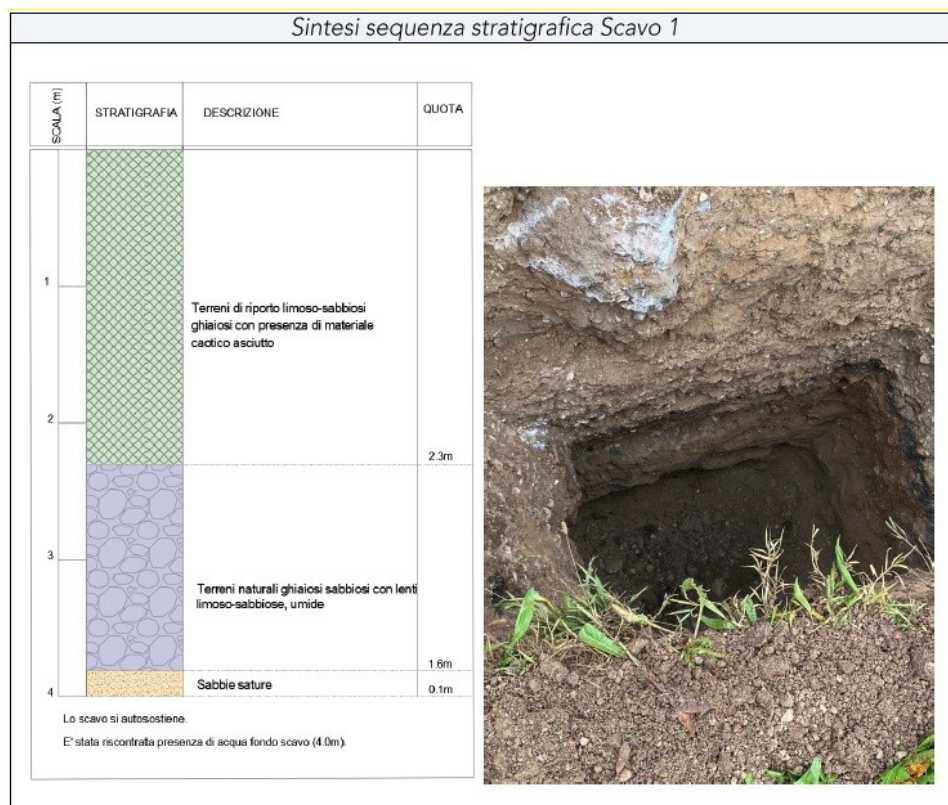 Sintesi sequenza stratigrafica Scavo 1
SCALA (m)
STRATIGRAFIA
DESCRIZIONE
QUOTA
1
Terreni di riporto limoso-sabbiosi
ghiaiosi con presenza di materiale
caotico asciutto
2
2.3m
3
Terreni naturali ghiaiosi sabbiosi con lenti
limoso-sabbiose, umide
1.6m
Sabbie sature
4
0.1m
Lo scavo si autosostiene.
E' stata riscontrata presenza di acqua fondo scavo (4.0m).